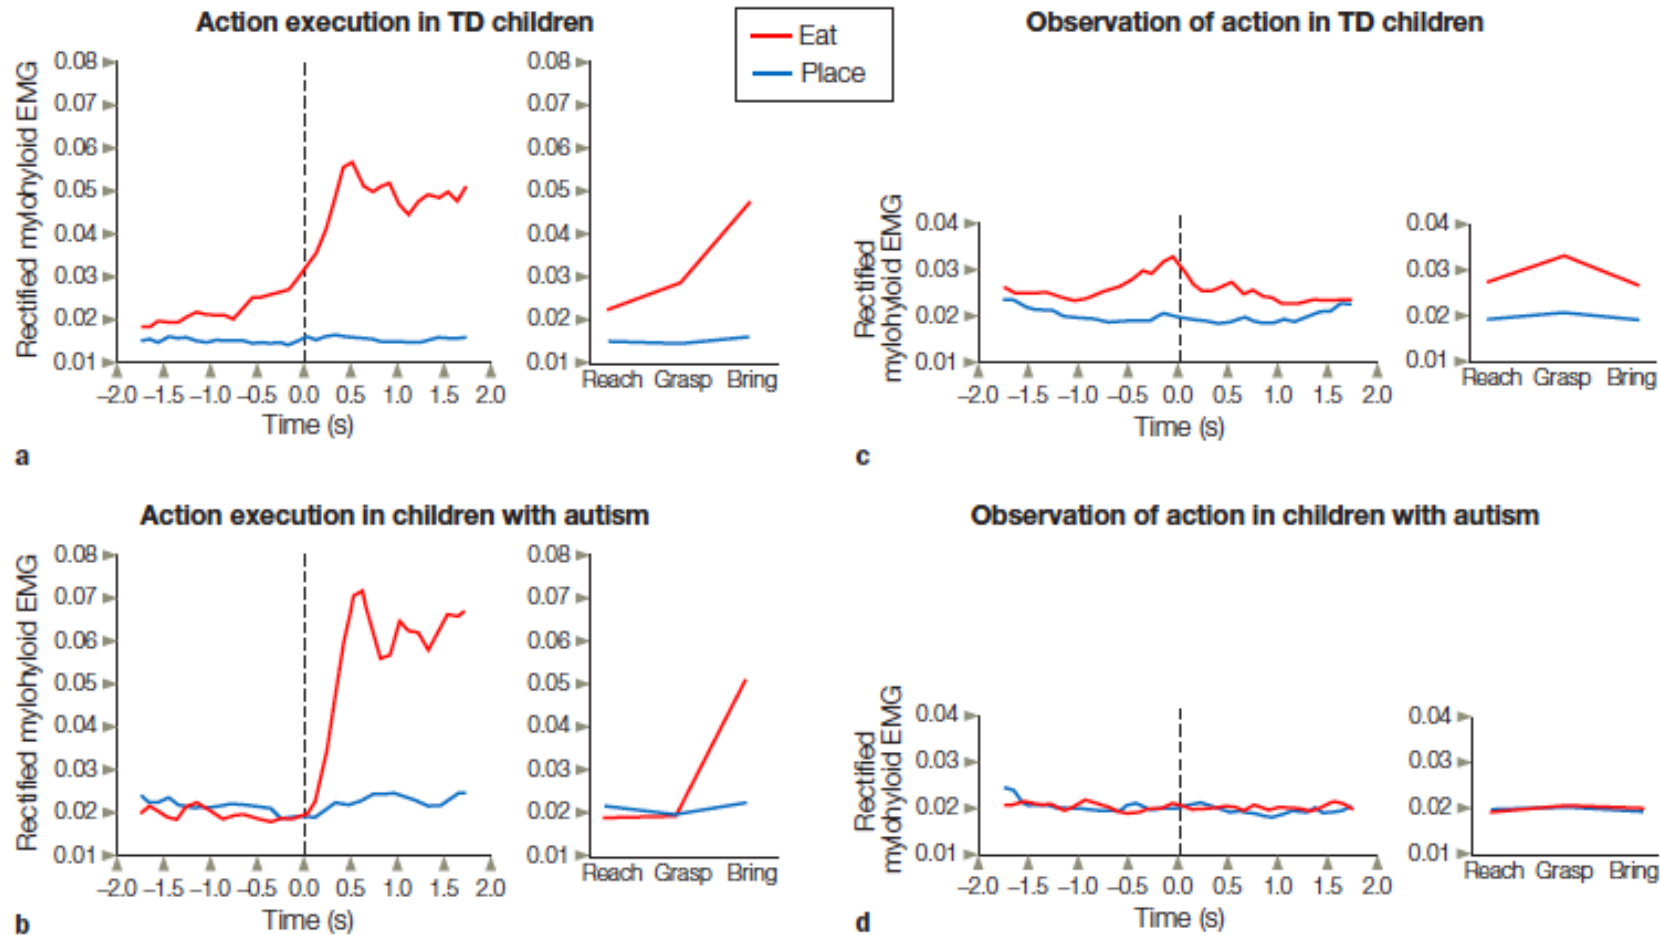 Action execution in TD children
Eat
Place
Observation of action in TD children
Rectified mylohyloid EMG
0.08
0.07
0.06
0.05
0.04
0.03
0.02
0.01
–2.0 –1.5 –1.0 –0.5 0.0 0.5 1.0 1.5 2.0
Time (s)
0.08
0.07
0.06
0.05
0.04
0.03
0.02
0.01
Reach Grasp Bring
a
Rectified
mylohyloid EMG
0.04
0.03
0.02
0.01
–2.0 –1.5 –1.0 –0.5 0.0 0.5 1.0 1.5 2.0
Time (s)
0.04
0.03
0.02
0.01
Reach Grasp Bring
c
Action execution in children with autism
Rectified mylohyloid EMG
0.08
0.07
0.06
0.05
0.04
0.03
0.02
0.01
–2.0 –1.5 –1.0 –0.5 0.0 0.5 1.0 1.5 2.0
Time (s)
0.08
0.07
0.06
0.05
0.04
0.03
0.02
0.01
Reach Grasp Bring
b
Observation of action in children with autism
Rectified
mylohyloid EMG
0.04
0.03
0.02
0.01
–2.0 –1.5 –1.0 –0.5 0.0 0.5 1.0 1.5 2.0
Time (s)
0.04
0.03
0.02
0.01
Reach Grasp Bring
d